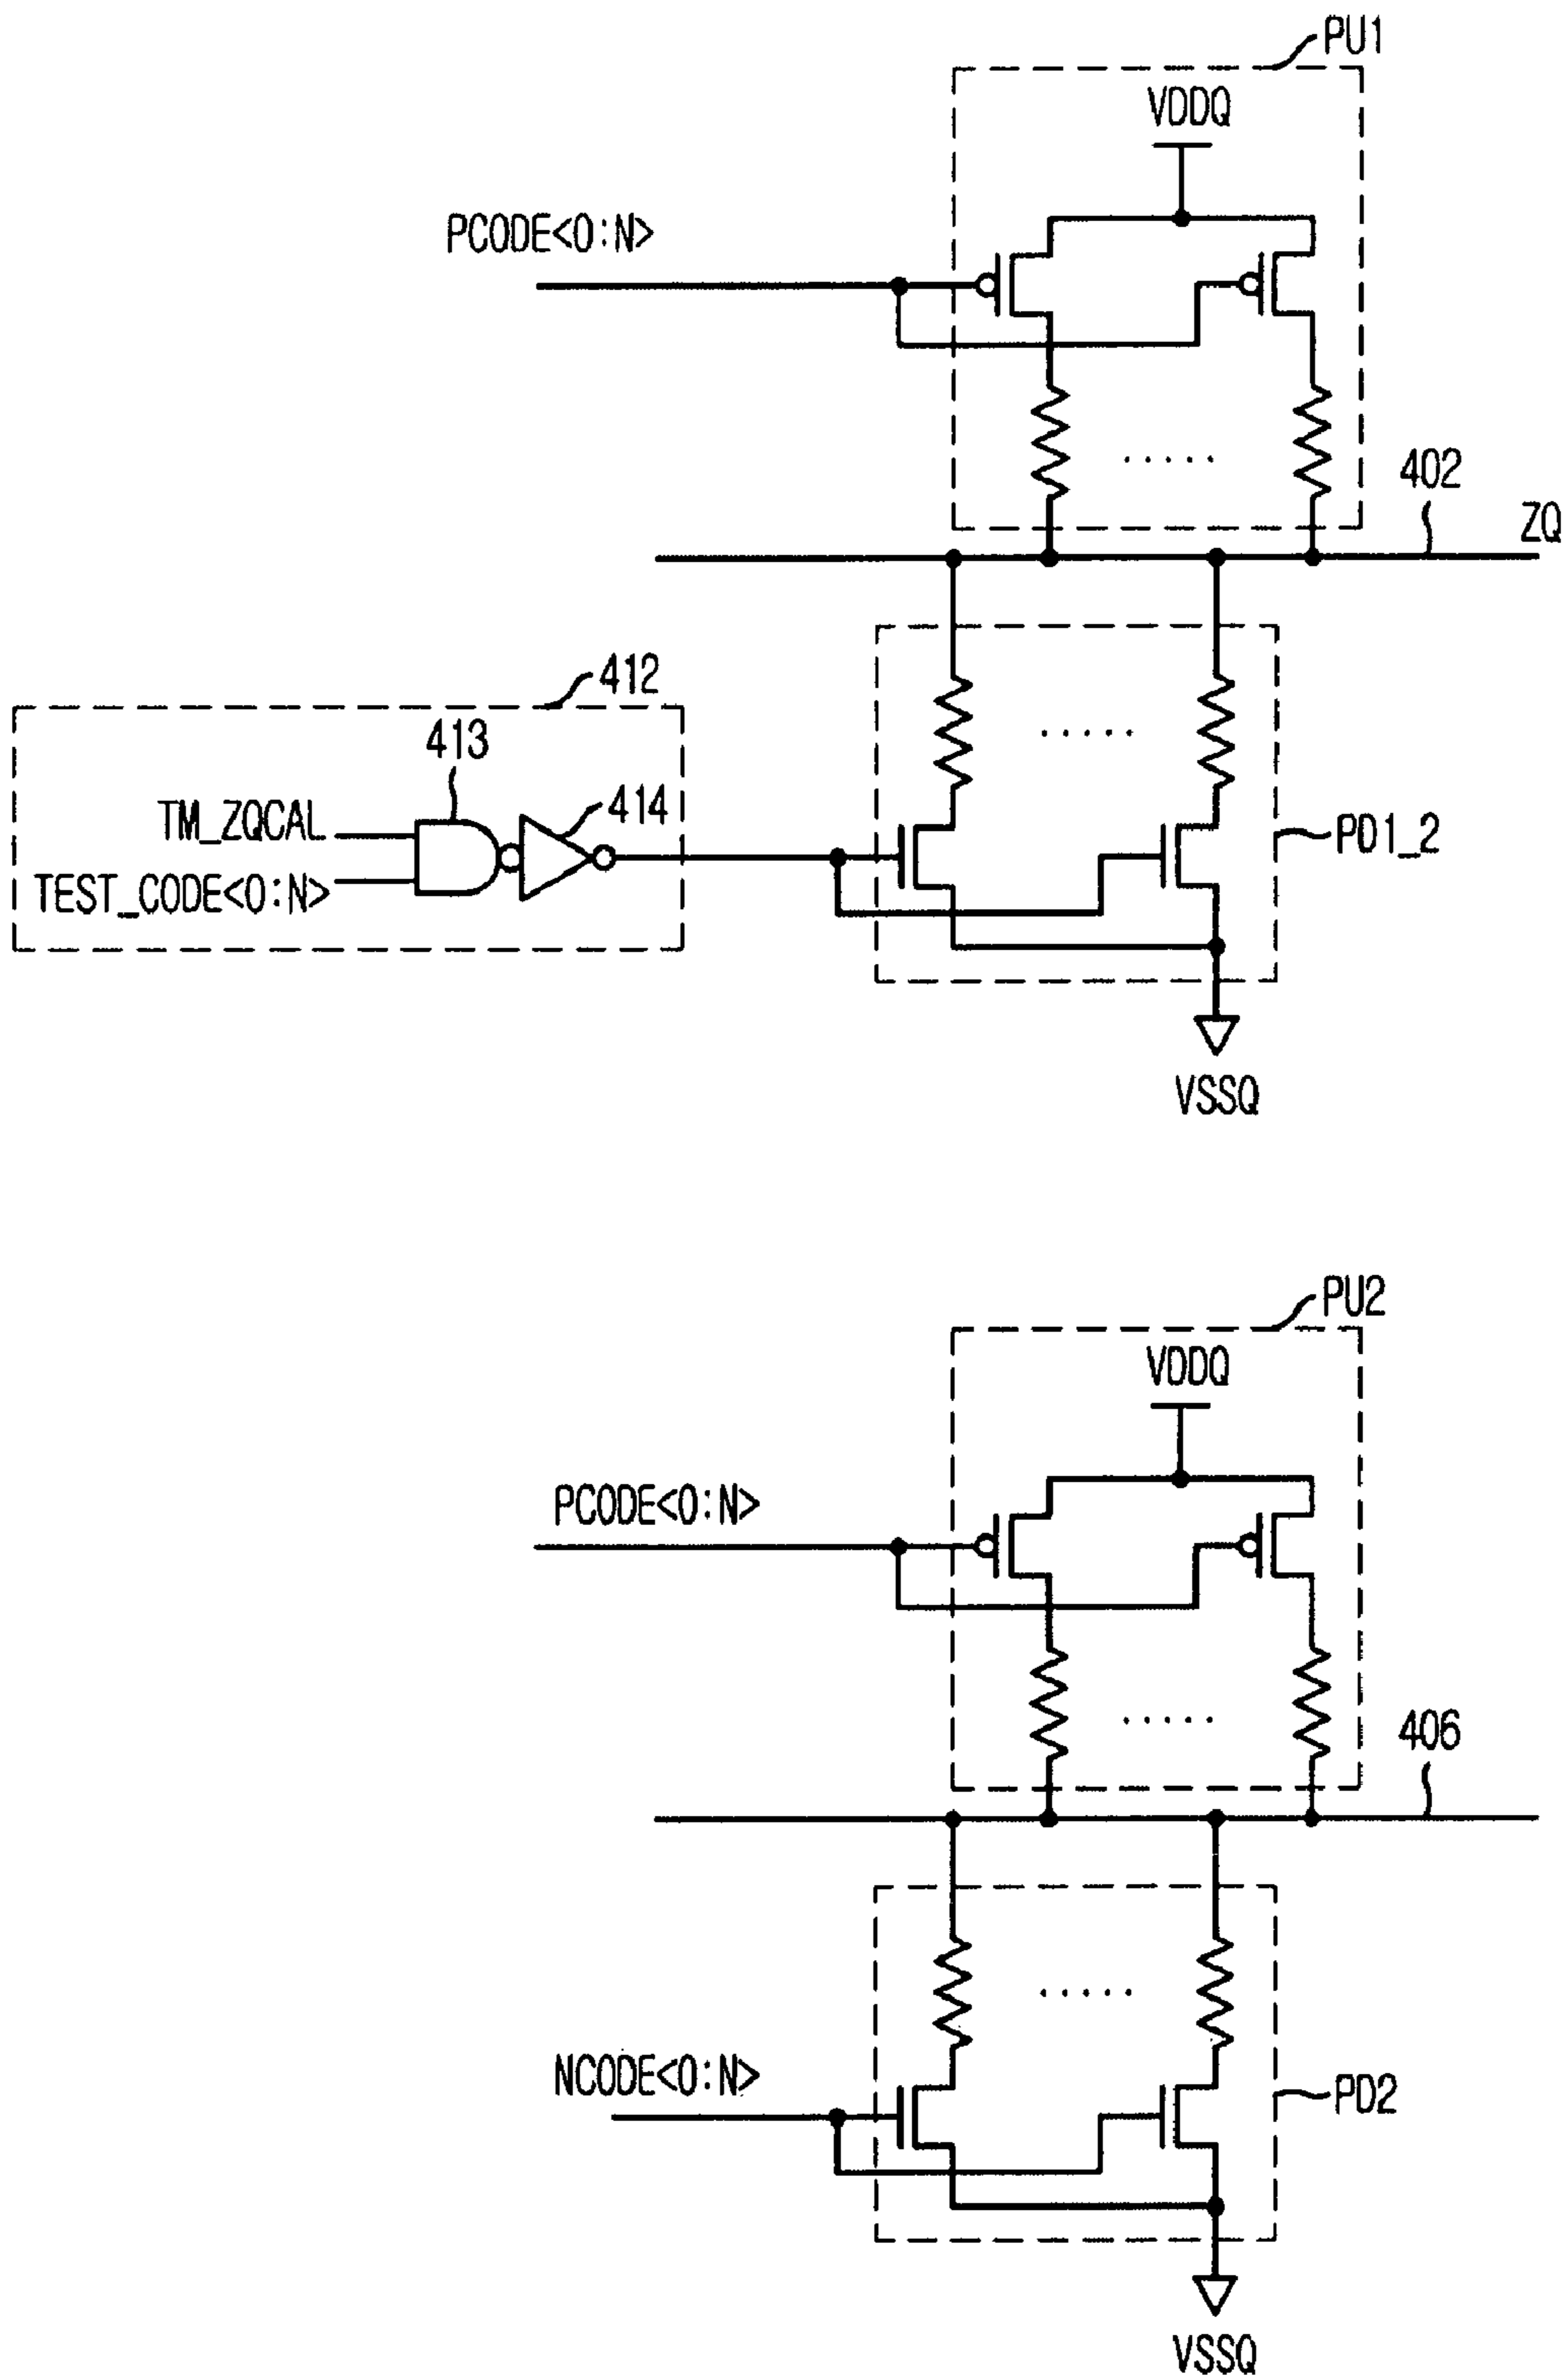 PU1
VDDQ
PCODE<0:N>
402
ZQ
412
413
414
TM_ZQCAL
TEST_CODE<0:N>
PD1_2
VSSQ
PU2
VDDQ
PCODE<0:N>
406
NCODE<0:N>
PD2
VSSQ